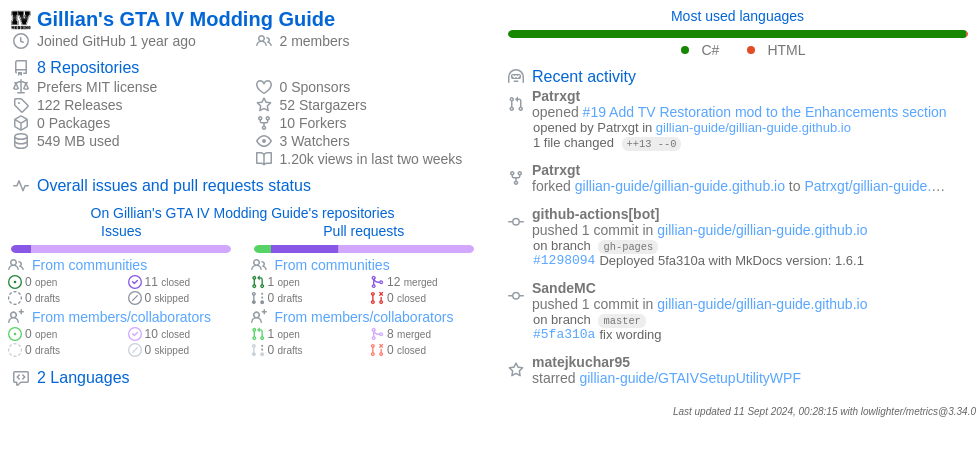 Gillian's GTA IV Modding Guide
Joined GitHub 1 year ago
2 members
8 Repositories
Prefers MIT license
122 Releases
0 Packages
549 MB used
0 Sponsors
52 Stargazers
10 Forkers
3 Watchers
1.20k views in last two weeks
Overall issues and pull requests status
On Gillian's GTA IV Modding Guide's repositories
Issues
From communities
0 open
11 closed
0 drafts
0 skipped
From members/collaborators
0 open
10 closed
0 drafts
0 skipped
Pull requests
From communities
1 open
12 merged
0 drafts
0 closed
From members/collaborators
1 open
8 merged
0 drafts
0 closed
2 Languages
Most used languages
C#
HTML
Recent activity
Patrxgt
opened #19 Add TV Restoration mod to the Enhancements section
opened by Patrxgt in gillian-guide/gillian-guide.github.io
1 file changed ++13 --0
Patrxgt
forked gillian-guide/gillian-guide.github.io to Patrxgt/gillian-guide.…
github-actions[bot]
pushed 1 commit in gillian-guide/gillian-guide.github.io
on branch gh-pages
#1298094 Deployed 5fa310a with MkDocs version: 1.6.1
SandeMC
pushed 1 commit in gillian-guide/gillian-guide.github.io
on branch master
#5fa310a fix wording
matejkuchar95
starred gillian-guide/GTAIVSetupUtilityWPF
Last updated 11 Sept 2024, 00:28:15 with lowlighter/metrics@3.34.0